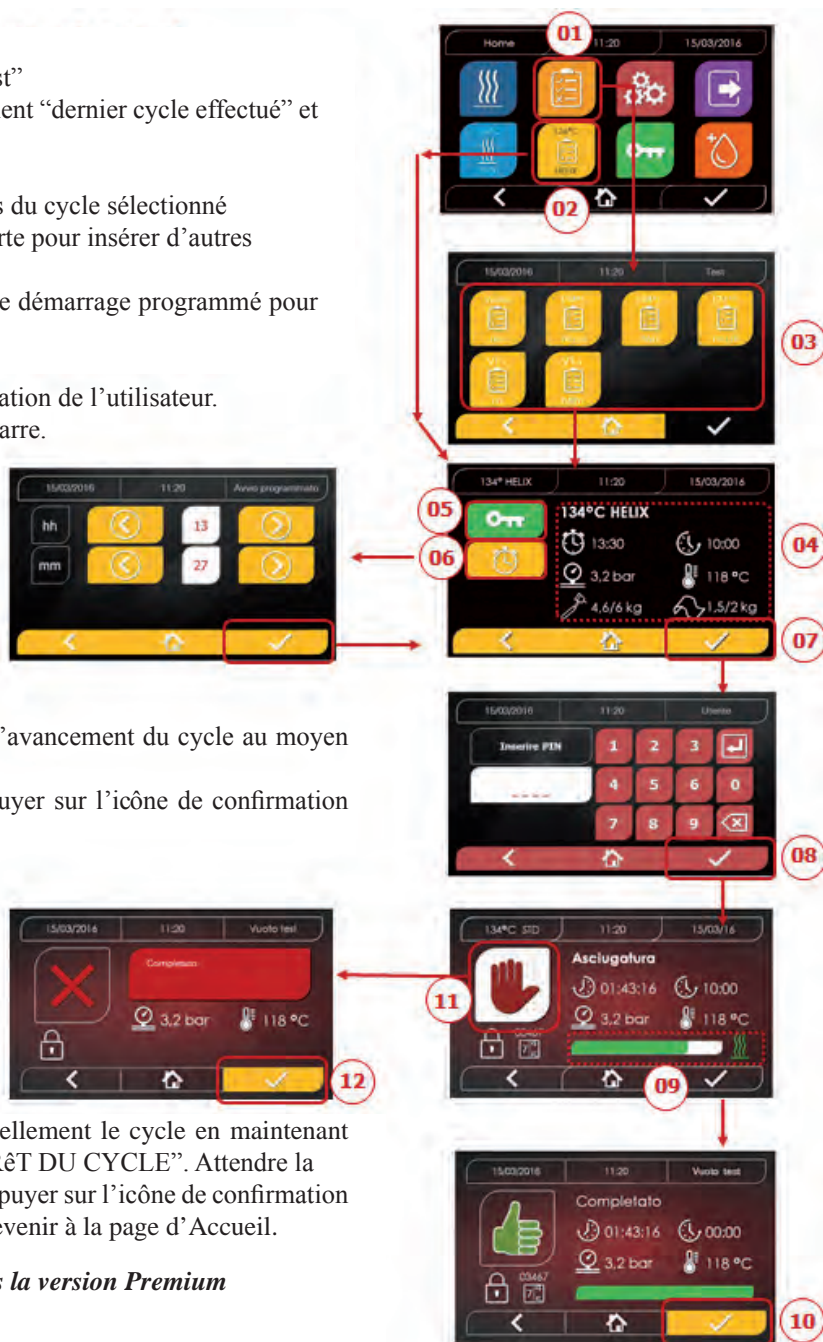 01
Home 11:20 15/03/2016
134°C
HELIX
02
st”
ent “dernier cycle effectué” et
s du cycle sélectionné
rte pour insérer d’autres
e démarrage programmé pour
ation de l’utilisateur.
arre.
15/03/2016 11:20 Test
03
15/03/2016 11:20 Avvio programmato
hh 13
mm 27
134° HELIX 11:20 15/03/2016
05
06
134°C HELIX
13:30 10:00
3,2 bar 118 °C
4,6/6 kg 1,5/2 kg
04
07
’avancement du cycle au moyen
uyer sur l’icône de confirmation
15/03/2016 11:20 Utente
Inserire PIN
_ _ _ _
1 2 3
4 5 6 0
7 8 9
08
15/03/2016 11:20 Vuoto test
Completato
3,2 bar 118 °C
12
134°C STD 11:20 15/03/16
Asciugatura
01:43:16 10:00
3,2 bar 118 °C
03467
11
09
ellement le cycle en maintenant
RêT DU CYCLE”. Attendre la
puyer sur l’icône de confirmation
evenir à la page d’Accueil.
s la version Premium
15/03/2016 11:20 Vuoto test
Completato
01:43:16 00:00
3,2 bar 118 °C
03467
10